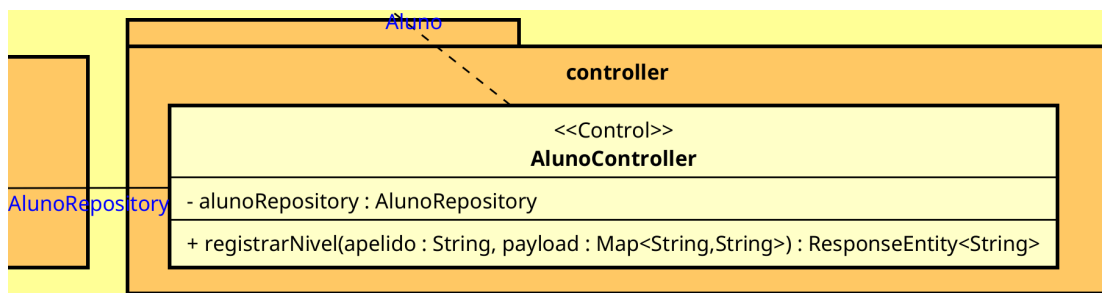 Aluno
controller
<<Control>>
AlunoController
- alunoRepository : AlunoRepository
AlunoRepository
+ registrarNivel(apelido : String, payload : Map<String,String>) : ResponseEntity<String>